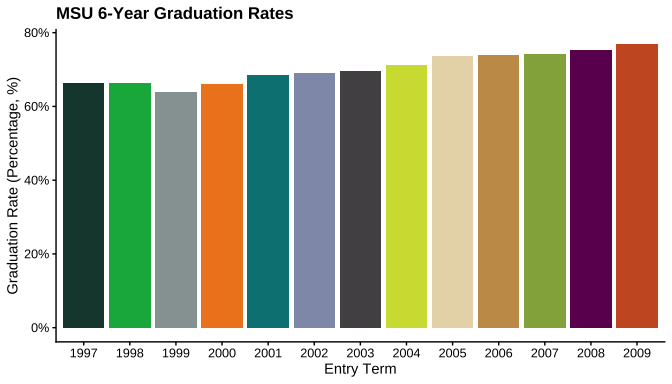 MSU 6-Year Graduation Rates
Graduation Rate (Percentage, %)
80%
60%
40%
20%
0%
1997 1998 1999 2000 2001 2002 2003 2004 2005 2006 2007 2008 2009
Entry Term